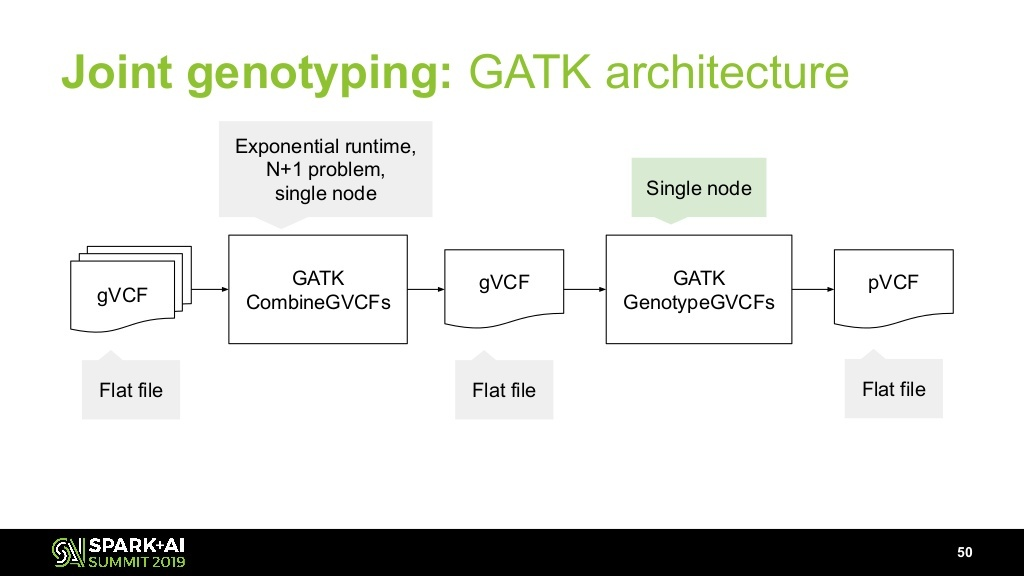 Joint genotyping: GATK architecture
Exponential runtime,
N+1 problem,
single node
Single node
gVCF
GATK
CombineGVCFs
gVCF
GATK
GenotypeGVCFs
pVCF
Flat file
Flat file
Flat file
SPARK+AI
SUMMIT 2019
50